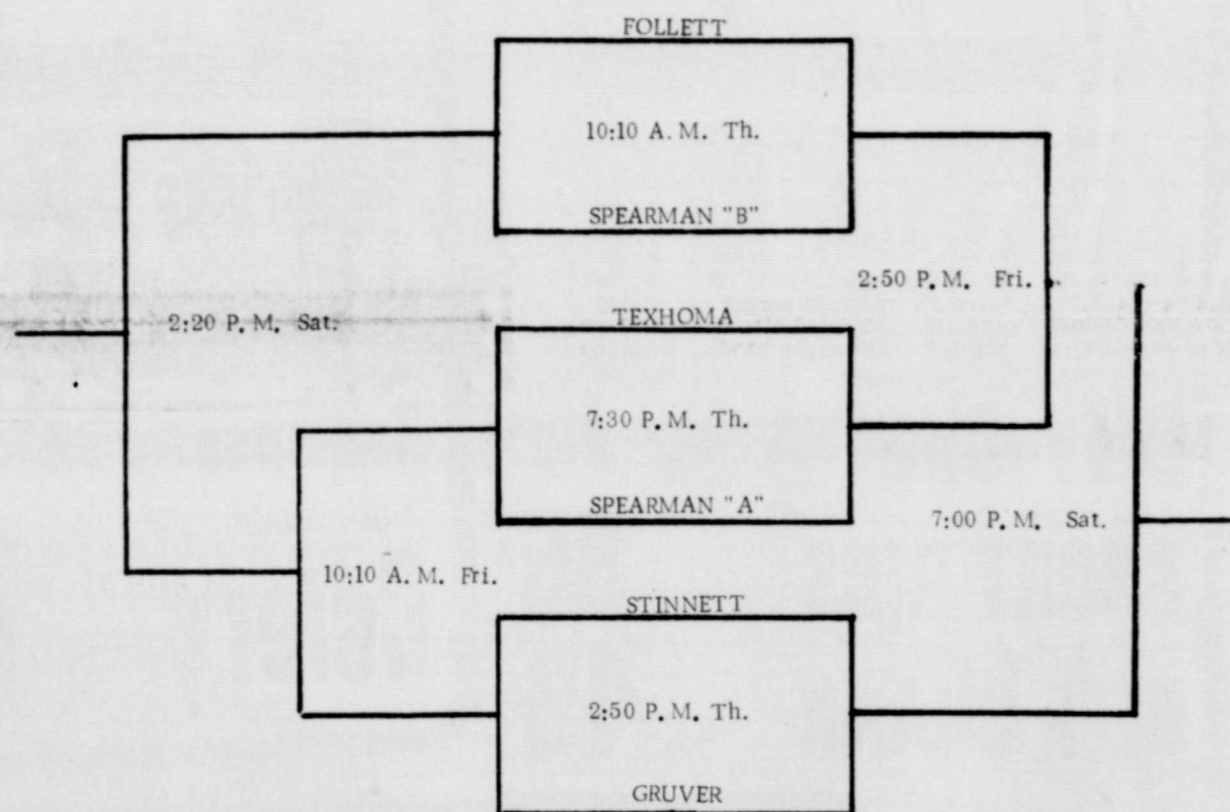 FOLLETT
10:10 A. M. Th.
SPEARMAN "B"
2:50 P. M. Fri.
2:20 P. M. Sat.
TEXHOMA
7:30 P. M. Th.
SPEARMAN "A"
7:00 P. M. Sat.
10:10 A. M. Fri.
STINNETT
2:50 P. M. Th.
GRUVER